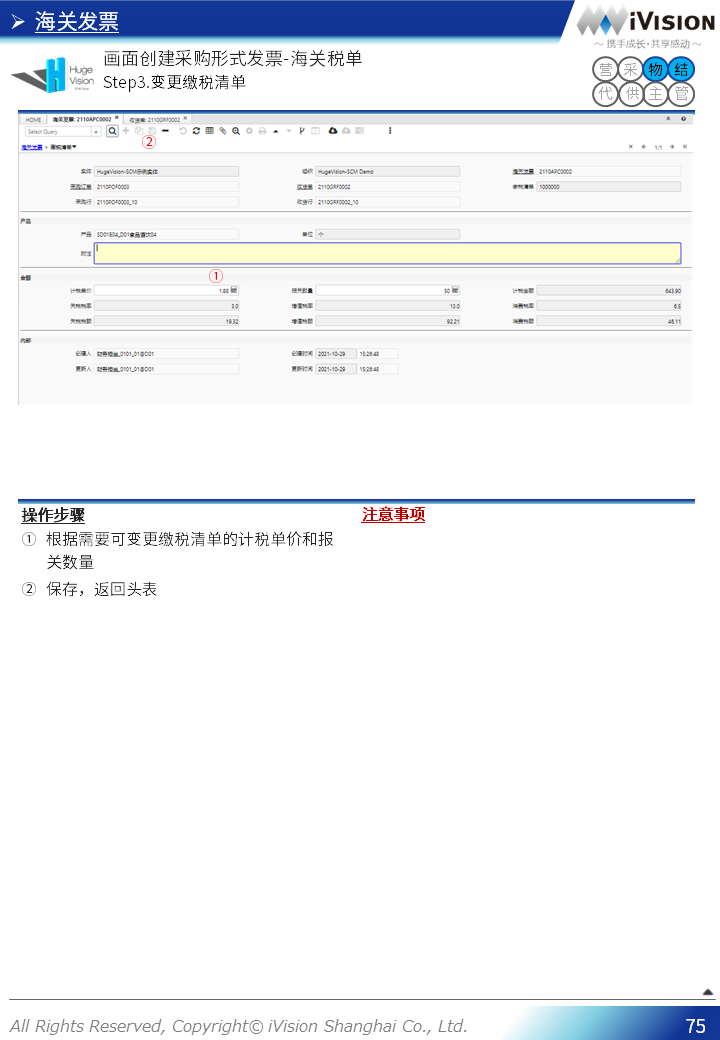 海关发票
iVISION
～ 携手成长·共享感动 ～
Huge
Vision
画面创建采购形式发票-海关税单
Step3.变更缴税清单
营 采 物 结
代 供 主 管
HOME 海关发票: 2110APC0002 × 收货单: 2110GRF0002 ×
Select Query
②
海关发票 缴税清单
1/1
实体 HugeVision-SCM示例实体 组织 HugeVision-SCM Demo 海关发票 2110APC0002
采购订单 2110POF0003 收货单 2110GRF0002 缴税清单 1000000
采购行 2110POF0003_10 收货行 2110GRF0002_10
产品
产品 SD01B04_D01食品酒饮04 单位 个
附注
①
金额
计税单价 1.88 报关数量 50 计税金额 643.90
关税税率 3.0 增值税率 13.0 消费税率 6.5
关税税额 19.32 增值税额 92.21 消费税额 46.11
内部
创建人 财务担当_0101_01@D01 创建时间 2021-10-29 15:26:48
更新人 财务担当_0101_01@D01 更新时间 2021-10-29 15:26:48
操作步骤
① 根据需要可变更缴税清单的计税单价和报
关数量
② 保存，返回头表
注意事项
All Rights Reserved, Copyright© iVision Shanghai Co., Ltd.
75